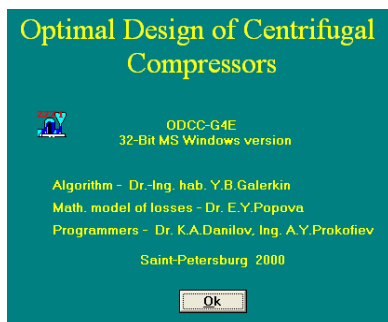 Optimal Design of Centrifugal
Compressors
ODCC-G4E
32-Bit MS Windows version
Algorithm - Dr.-Ing. hab. Y.B.Galerkin
Math. model of losses - Dr. E.Y.Popova
Programmers - Dr. K.A.Danilov, Ing. A.Y.Prokofiev
Saint-Petersburg 2000
Ok